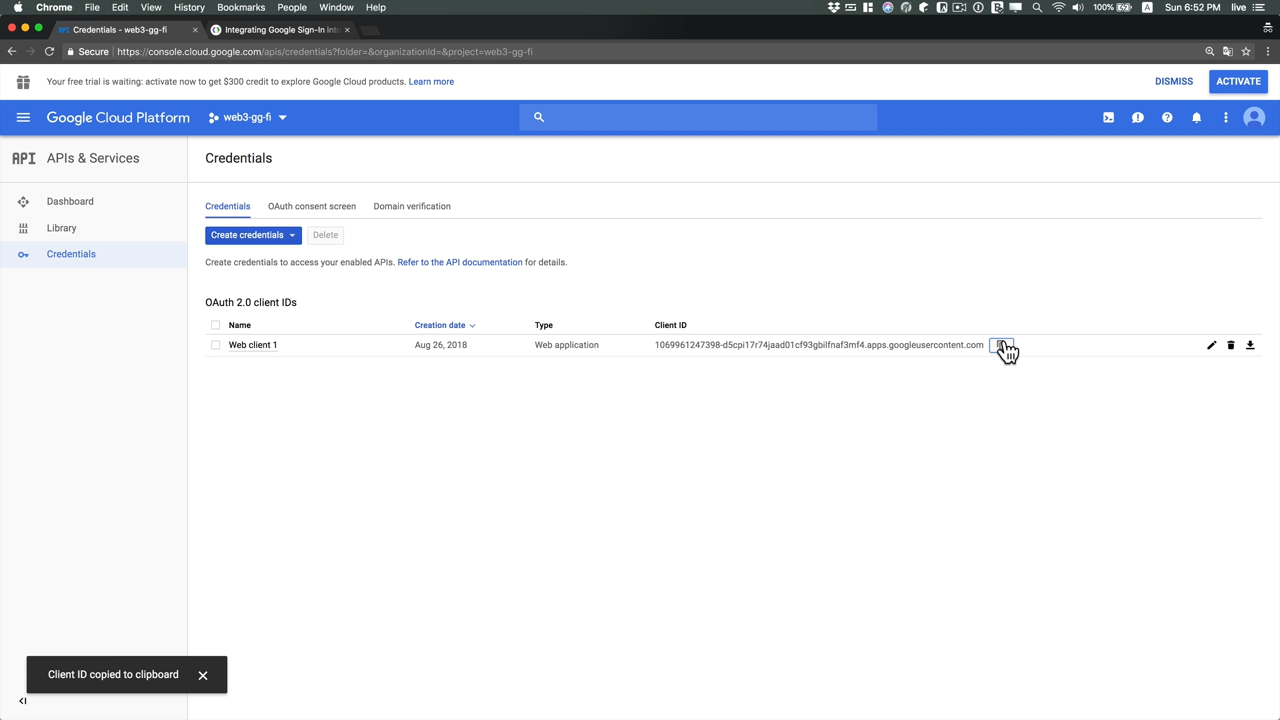 Chrome File Edit View History Bookmarks People Window Help 100% A Sun 6:52 PM live
API Credentials - web3-gg-fi × Integrating Google Sign-In into ×
Secure https://console.cloud.google.com/apis/credentials?folder=&organizationId=&project=web3-gg-fi
Your free trial is waiting: activate now to get $300 credit to explore Google Cloud products. Learn more DISMISS ACTIVATE
Google Cloud Platform web3-gg-fi
API APIs & Services Credentials
Dashboard
Library
Credentials
Credentials OAuth consent screen Domain verification
Create credentials Delete
Create credentials to access your enabled APIs. Refer to the API documentation for details.
OAuth 2.0 client IDs
Name Creation date Type Client ID
Web client 1 Aug 26, 2018 Web application 1069961247398-d5cpi17r74jaad01cf93gbilfnaf3mf4.apps.googleusercontent.com
Client ID copied to clipboard